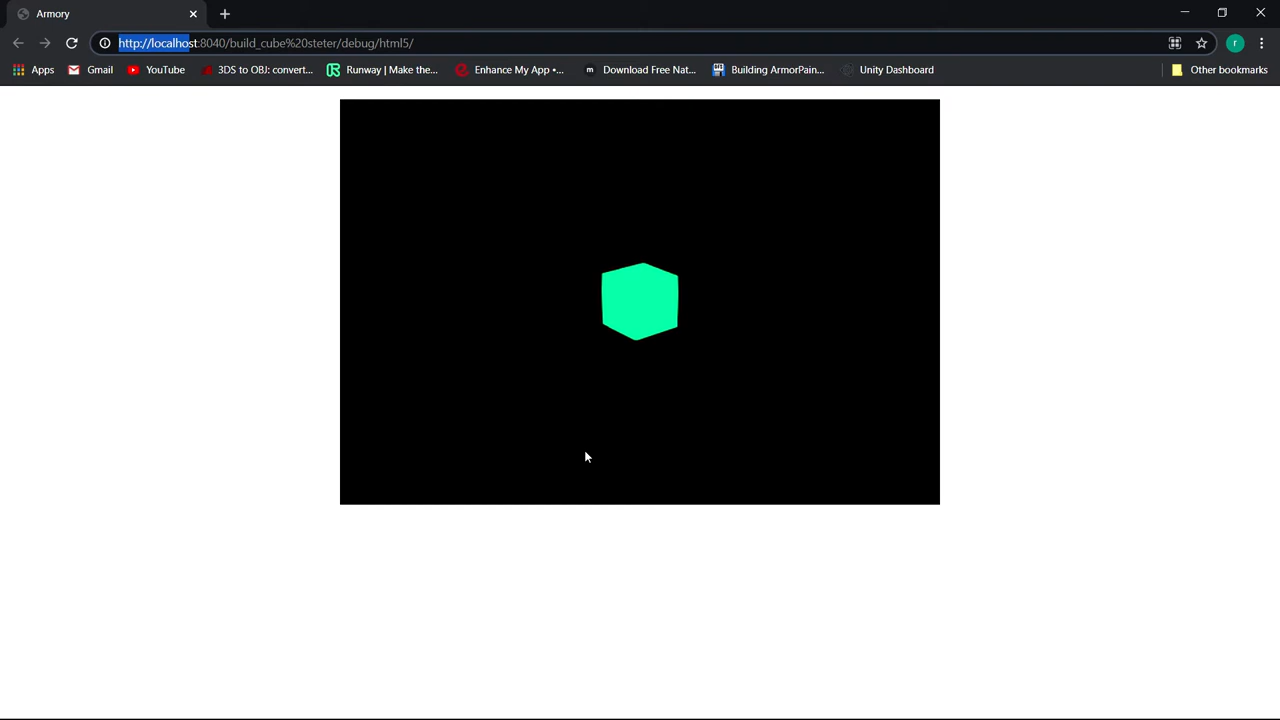 Armory
http://localhost:8040/build_cube%20steter/debug/html5/
r
Apps Gmail YouTube 3DS to OBJ: convert... Runway | Make the... Enhance My App •... Download Free Nat... Building ArmorPain... Unity Dashboard Other bookmarks